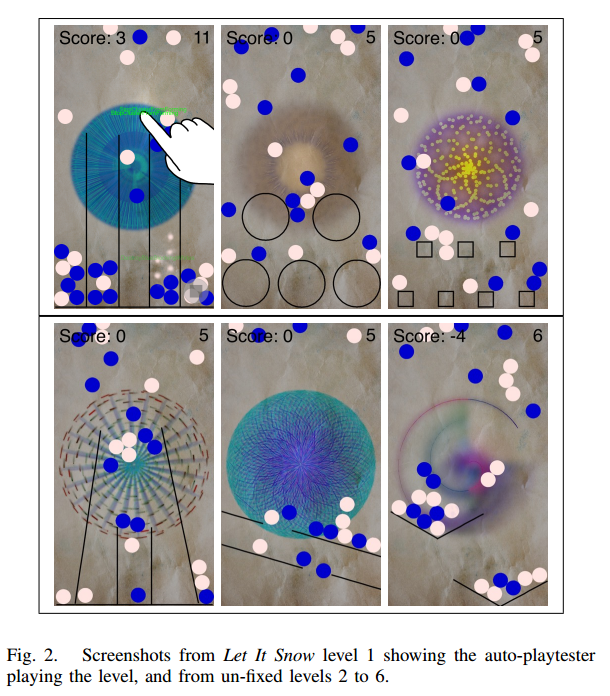 Score: 3 11
Score: 0 5
Score: 0 5
Score: 0 5
Score: 0 5
Score: -4 6
Fig. 2. Screenshots from Let It Snow level 1 showing the auto-playtester
playing the level, and from un-fixed levels 2 to 6.